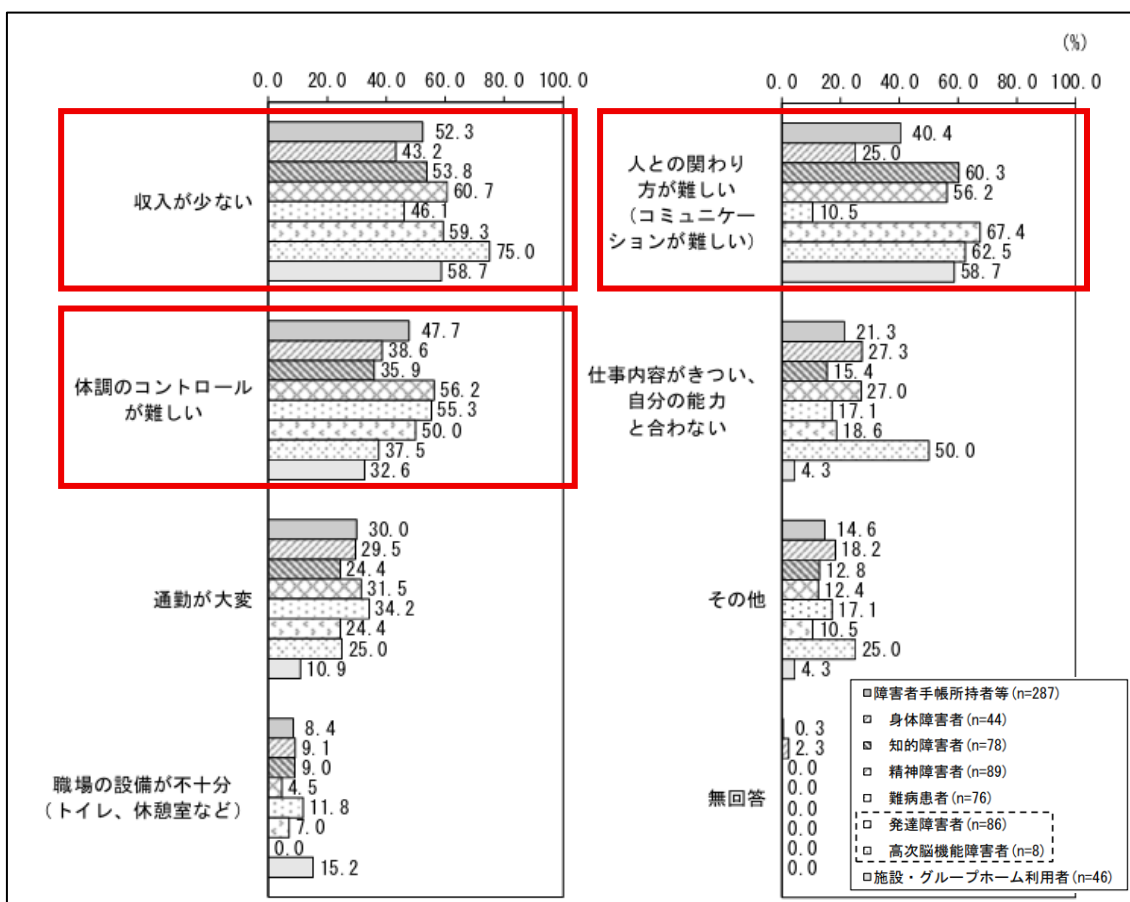 (%)
0.0 20.0 40.0 60.0 80.0 100.0
収入が少ない
52.3
43.2
53.8
60.7
46.1
59.3
75.0
58.7
体調のコントロール
が難しい
47.7
38.6
35.9
56.2
55.3
50.0
37.5
32.6
通勤が大変
30.0
29.5
24.4
31.5
34.2
24.4
25.0
10.9
職場の設備が不十分
（トイレ、休憩室など）
8.4
9.1
9.0
4.5
11.8
7.0
0.0
15.2
0.0 20.0 40.0 60.0 80.0 100.0
人との関わり
方が難しい
（コミュニケー
ションが難しい）
40.4
25.0
60.3
56.2
10.5
67.4
62.5
58.7
仕事内容がきつい、
自分の能力
と合わない
21.3
27.3
15.4
27.0
17.1
18.6
50.0
4.3
その他
14.6
18.2
12.8
12.4
17.1
10.5
25.0
4.3
無回答
0.3
2.3
0.0
0.0
0.0
0.0
0.0
0.0
障害者手帳所持者等(n=287)
身体障害者(n=44)
知的障害者(n=78)
精神障害者(n=89)
難病患者(n=76)
発達障害者(n=86)
高次脳機能障害者(n=8)
施設・グループホーム利用者(n=46)